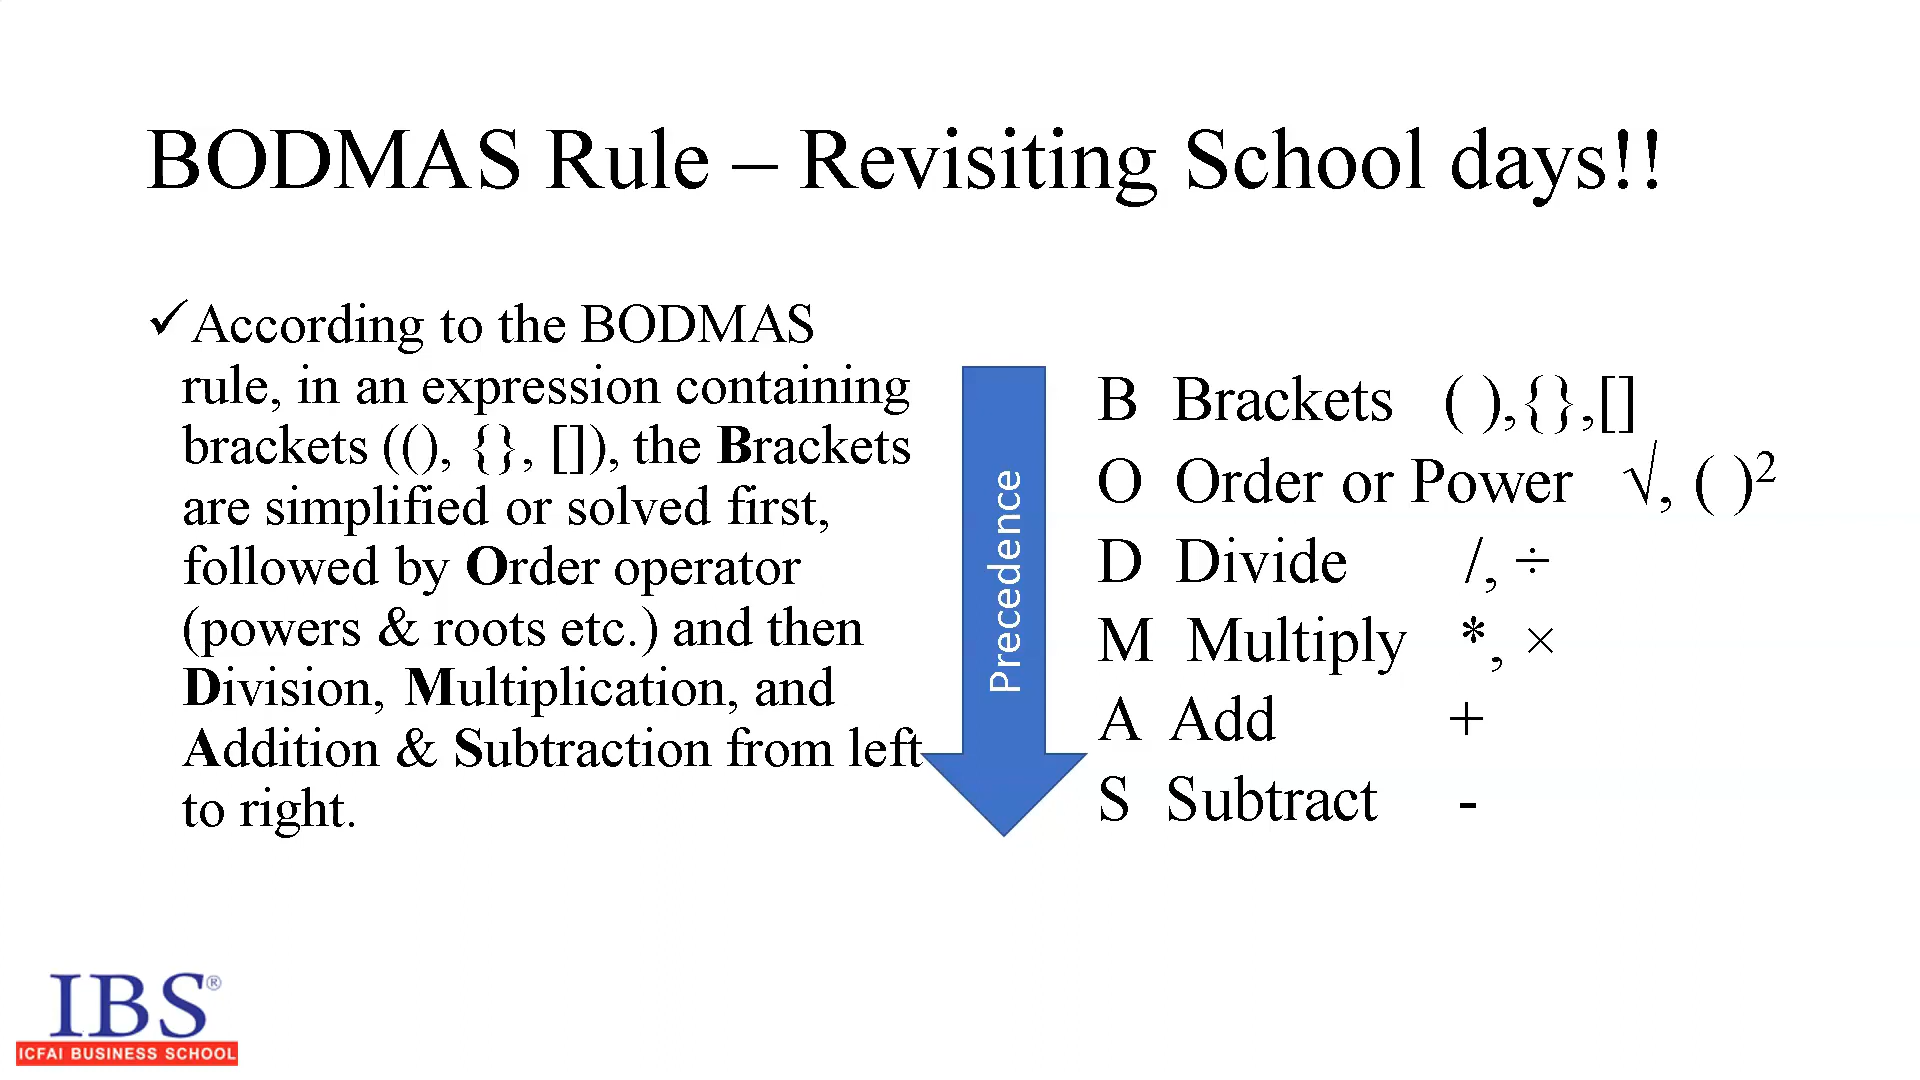 BODMAS Rule – Revisiting School days!!
✓According to the BODMAS
rule, in an expression containing
brackets ((), {}, []), the Brackets
are simplified or solved first,
followed by Order operator
(powers & roots etc.) and then
Division, Multiplication, and
Addition & Subtraction from left
to right.
Precedence
B Brackets ( ),{},[]
O Order or Power √, ( )²
D Divide /, ÷
M Multiply *, ×
A Add +
S Subtract -
IBS®
ICFAI BUSINESS SCHOOL